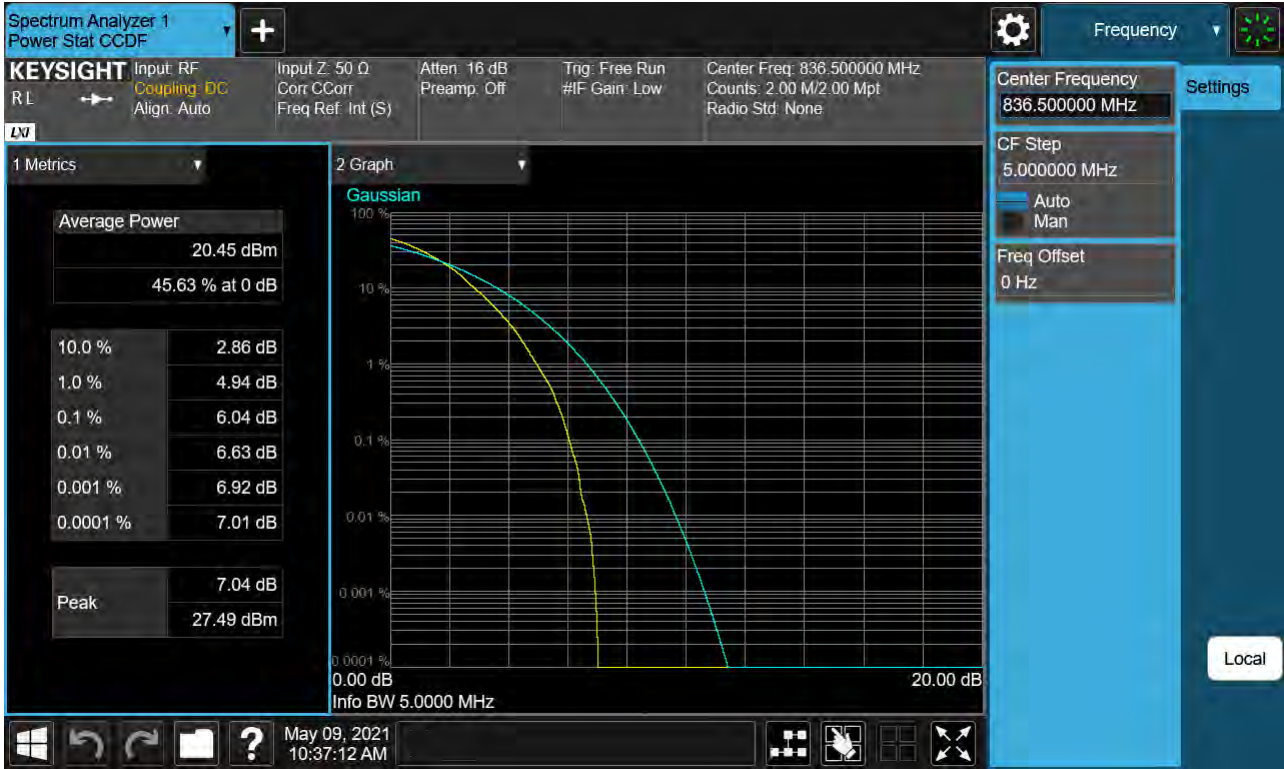 Spectrum Analyzer 1
Power Stat CCDF
Frequency
KEYSIGHT
RL
LXI
Input: RF
Coupling: DC
Align: Auto
Input Z: 50 Ω
Corr CCorr
Freq Ref: Int (S)
Atten: 16 dB
Preamp: Off
Trig: Free Run
#IF Gain: Low
Center Freq: 836.500000 MHz
Counts: 2.00 M/2.00 Mpt
Radio Std: None
Center Frequency
836.500000 MHz
Settings
CF Step
5.000000 MHz
Auto
Man
Freq Offset
0 Hz
1 Metrics
Average Power
20.45 dBm
45.63 % at 0 dB
10.0 % 2.86 dB
1.0 % 4.94 dB
0.1 % 6.04 dB
0.01 % 6.63 dB
0.001 % 6.92 dB
0.0001 % 7.01 dB
Peak
7.04 dB
27.49 dBm
2 Graph
Gaussian
100 %
10 %
1 %
0.1 %
0.01 %
0.001 %
0.0001 %
0.00 dB
20.00 dB
Info BW 5.0000 MHz
Local
?
May 09, 2021
10:37:12 AM